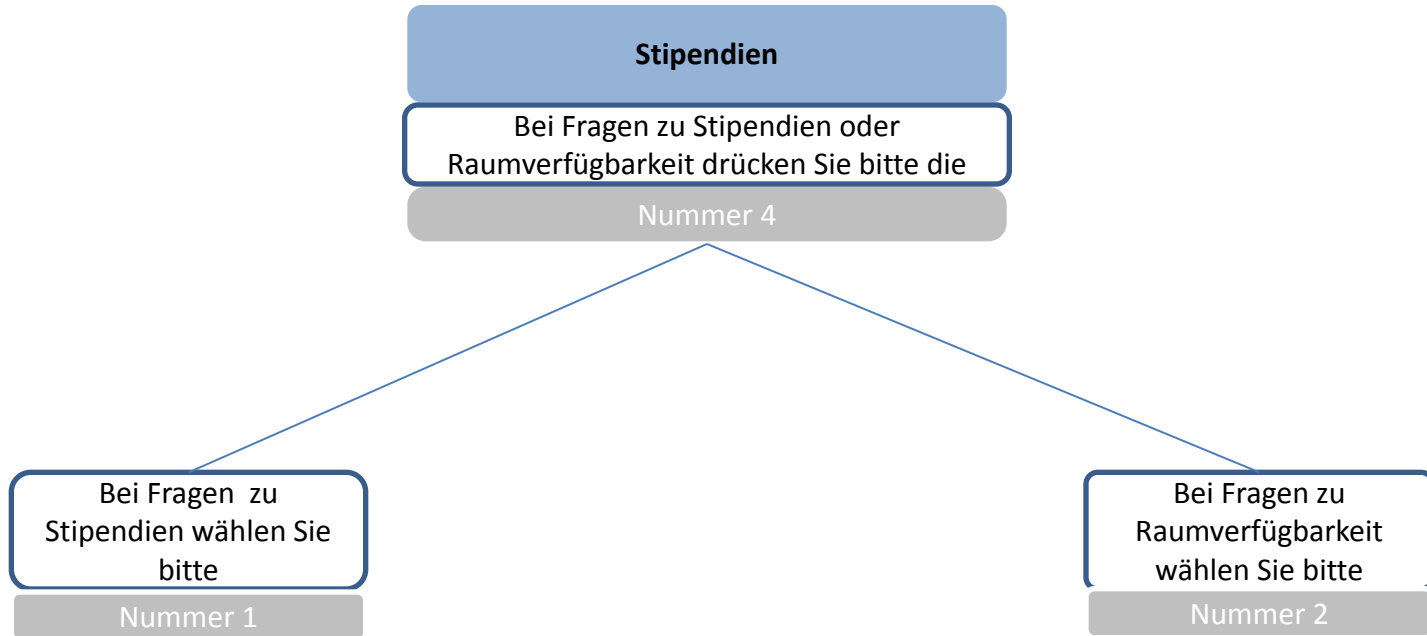 Stipendien
Bei Fragen zu Stipendien oder
Raumverfügbarkeit drücken Sie bitte die
Nummer 4
Bei Fragen  zu
Stipendien wählen Sie
bitte
Nummer 1
Bei Fragen zu
Raumverfügbarkeit
wählen Sie bitte
Nummer 2